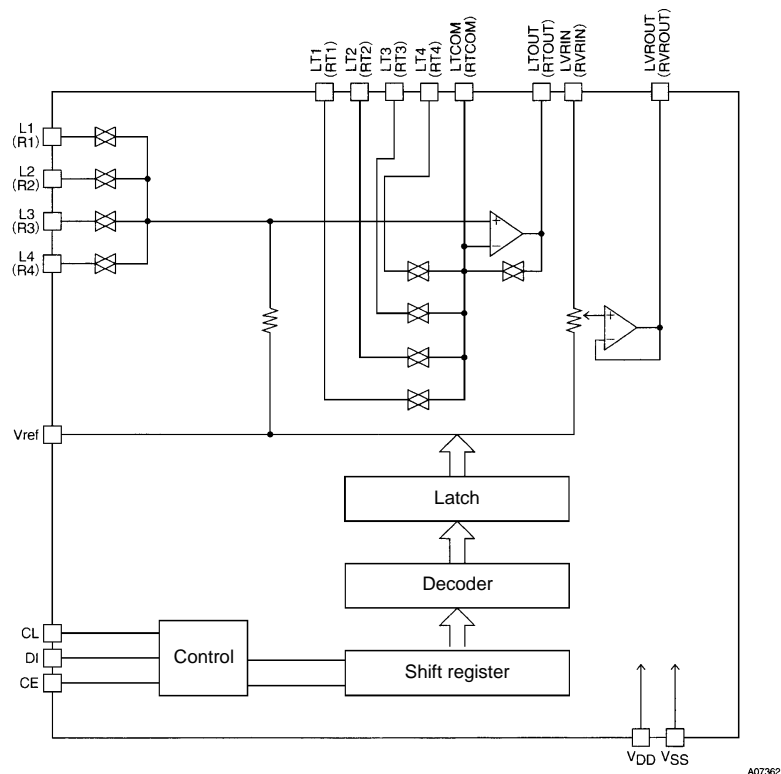 LT1
(RT1)
LT2
(RT2)
LT3
(RT3)
LT4
(RT4)
LTCOM
(RTCOM)
LTOUT
(RTOUT)
LVRIN
(RVRIN)
LVROUT
(RVROUT)
L1
(R1)
L2
(R2)
L3
(R3)
L4
(R4)
+
−
+
−
Vref
Latch
Decoder
CL
DI
CE
Control
Shift register
VDD
VSS
A07362